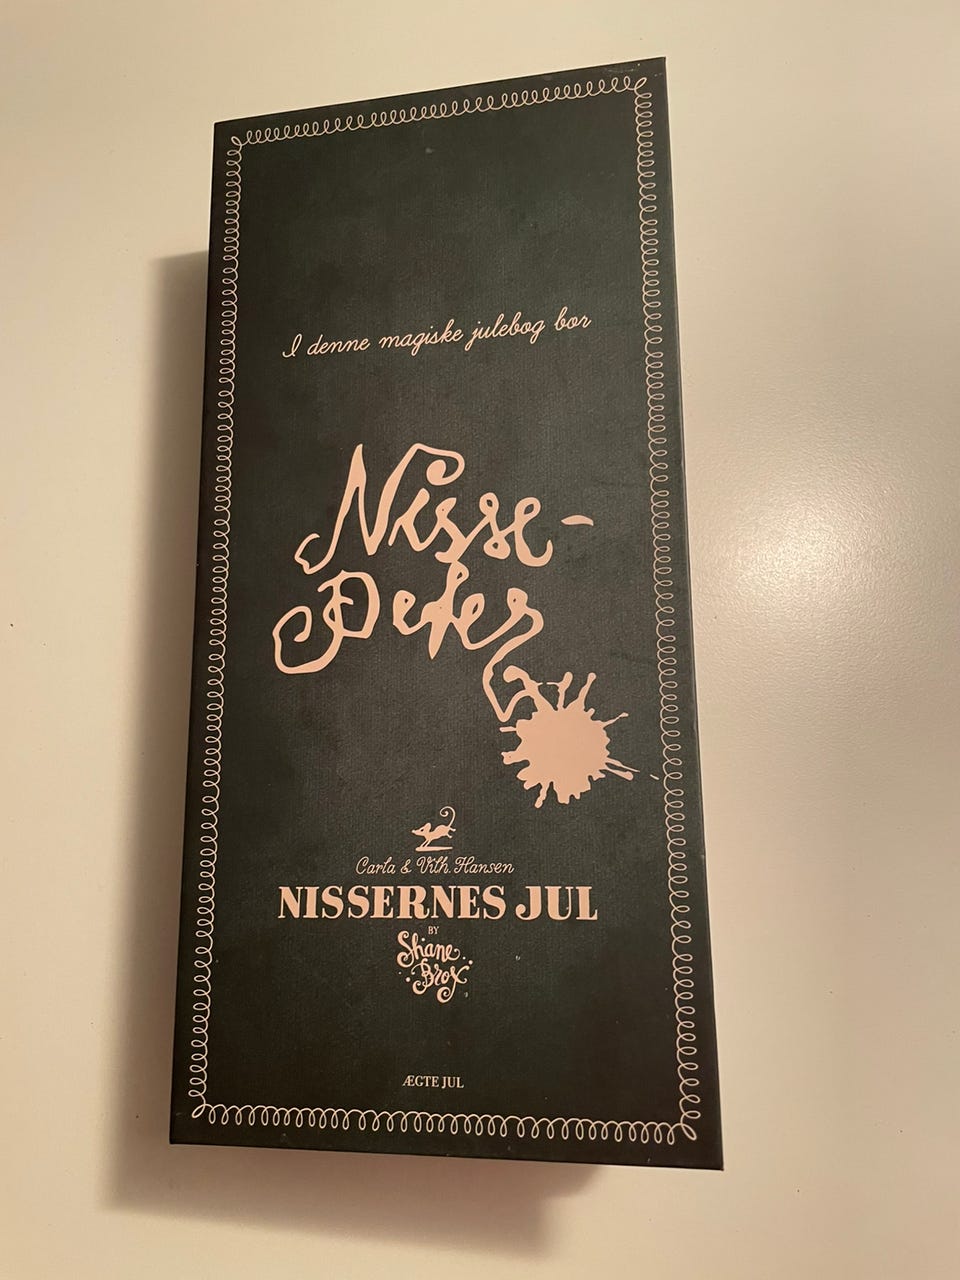 I denne magiske julebog bor
Nisse-
Peter
Carla & Vilh. Hansen
NISSERNES JUL
BY
Shane
Brox
ÆGTE JUL